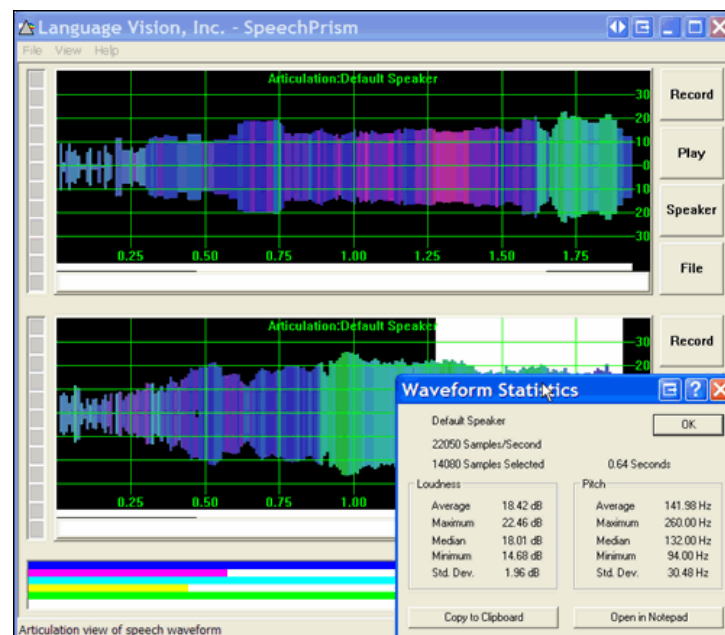 Language Vision, Inc. - SpeechPrism
File View Help
Articulation:Default Speaker
30
20
10
0
10
20
30
0.25 0.50 0.75 1.00 1.25 1.50 1.75
Record
Play
Speaker
File
Articulation:Default Speaker
30
20
0.25 0.50 0.75 1.00
Record
Waveform Statistics
Default Speaker
OK
22050 Samples/Second
14080 Samples Selected 0.64 Seconds
Loudness
Average 18.42 dB
Maximum 22.46 dB
Median 18.01 dB
Minimum 14.68 dB
Std. Dev. 1.96 dB
Pitch
Average 141.98 Hz
Maximum 260.00 Hz
Median 132.00 Hz
Minimum 94.00 Hz
Std. Dev. 30.48 Hz
Copy to Clipboard
Open in Notepad
Articulation view of speech waveform